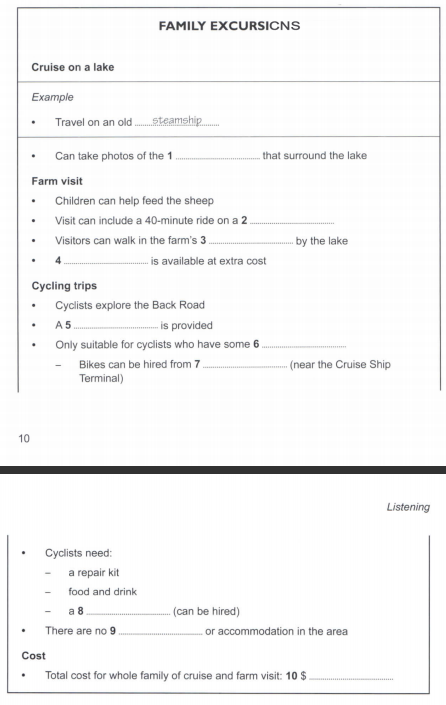 FAMILY EXCURSIONS
Cruise on a lake
Example
• Travel on an old ........steamship........
• Can take photos of the 1 ........................ that surround the lake
Farm visit
• Children can help feed the sheep
• Visit can include a 40-minute ride on a 2 ........................
• Visitors can walk in the farm's 3 ........................ by the lake
• 4 ........................ is available at extra cost
Cycling trips
• Cyclists explore the Back Road
• A 5 ........................ is provided
• Only suitable for cyclists who have some 6 ........................
– Bikes can be hired from 7 ........................ (near the Cruise Ship
Terminal)
10
Listening
• Cyclists need:
– a repair kit
– food and drink
– a 8 ........................ (can be hired)
• There are no 9 ........................ or accommodation in the area
Cost
• Total cost for whole family of cruise and farm visit: 10 $ ........................